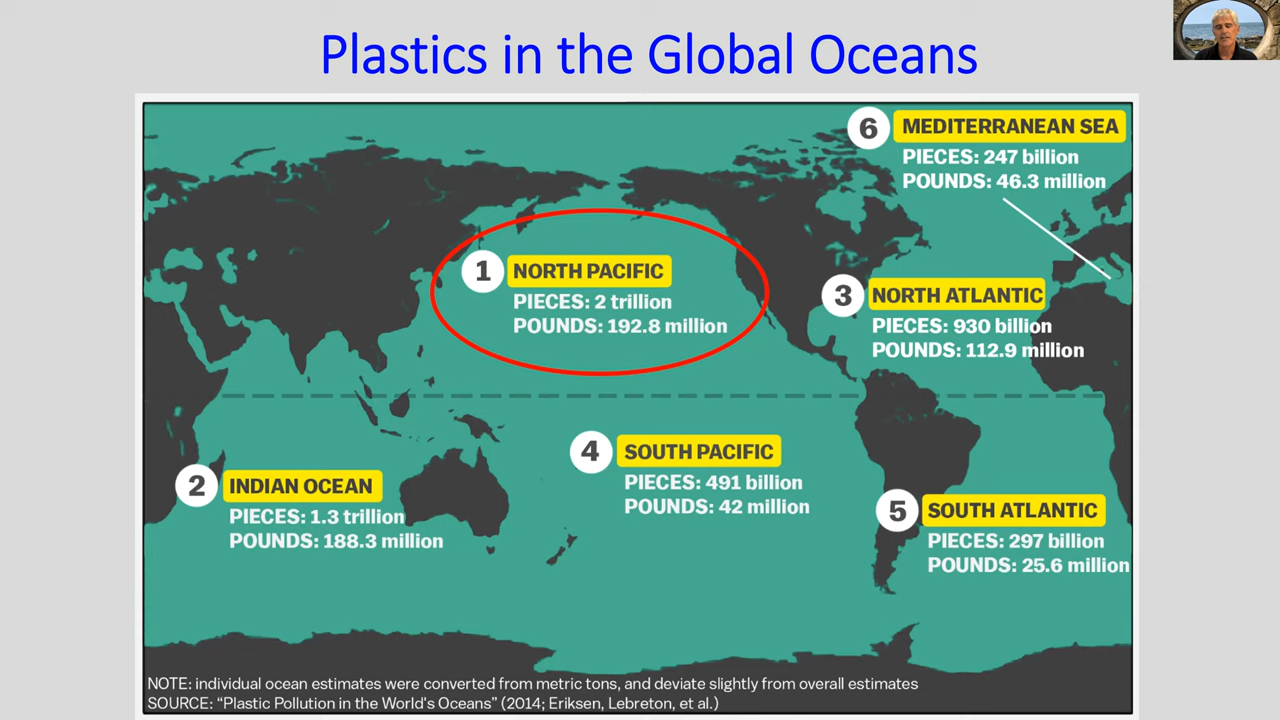 Plastics in the Global Oceans
6 MEDITERRANEAN SEA
PIECES: 247 billion
POUNDS: 46.3 million
1 NORTH PACIFIC
PIECES: 2 trillion
POUNDS: 192.8 million
3 NORTH ATLANTIC
PIECES: 930 billion
POUNDS: 112.9 million
4 SOUTH PACIFIC
PIECES: 491 billion
POUNDS: 42 million
2 INDIAN OCEAN
PIECES: 1.3 trillion
POUNDS: 188.3 million
5 SOUTH ATLANTIC
PIECES: 297 billion
POUNDS: 25.6 million
NOTE: individual ocean estimates were converted from metric tons, and deviate slightly from overall estimates
SOURCE: “Plastic Pollution in the World's Oceans” (2014; Eriksen, Lebreton, et al.)